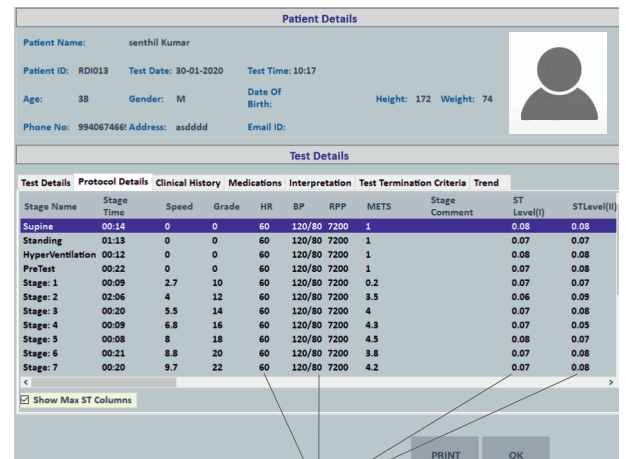 Patient Details
Patient Name: senthil Kumar
Patient ID: RDI013 Test Date: 30-01-2020 Test Time: 10:17
Age: 38 Gender: M Date Of Birth: Height: 172 Weight: 74
Phone No: 994067466 Address: asdddd Email ID:
Test Details
Test Details Protocol Details Clinical History Medications Interpretation Test Termination Criteria Trend
Stage Name Stage Time Speed Grade HR BP RPP METS Stage Comment ST Level(I) STLevel(II)
Supine 00:14 0 0 60 120/80 7200 1 0.08 0.08
Standing 01:13 0 0 60 120/80 7200 1 0.07 0.07
HyperVentilation 00:12 0 0 60 120/80 7200 1 0.08 0.08
PreTest 00:22 0 0 60 120/80 7200 1 0.07 0.08
Stage: 1 00:09 2.7 10 60 120/80 7200 0.2 0.07 0.08
Stage: 2 02:06 4 12 60 120/80 7200 3.5 0.06 0.09
Stage: 3 00:20 5.5 14 60 120/80 7200 4 0.07 0.08
Stage: 4 00:09 6.8 16 60 120/80 7200 4.3 0.07 0.05
Stage: 5 00:08 8 18 60 120/80 7200 4.5 0.08 0.07
Stage: 6 00:21 8.8 20 60 120/80 7200 3.8 0.07 0.08
Stage: 7 00:20 9.7 22 60 120/80 7200 4.2 0.07 0.08
Show Max ST Columns
PRINT OK